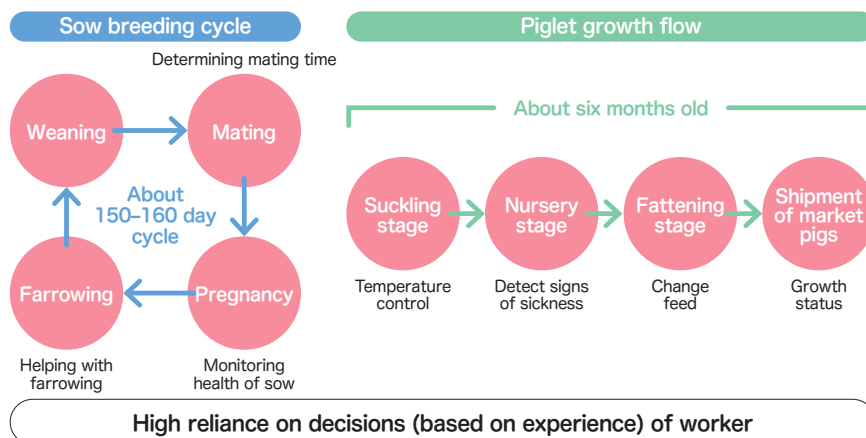 Sow breeding cycle
Determining mating time
Weaning
Mating
About
150–160 day
cycle
Farrowing
Pregnancy
Helping with
farrowing
Monitoring
health of sow
Piglet growth flow
About six months old
Suckling
stage
Nursery
stage
Fattening
stage
Shipment
of market
pigs
Temperature
control
Detect signs
of sickness
Change
feed
Growth
status
High reliance on decisions (based on experience) of worker